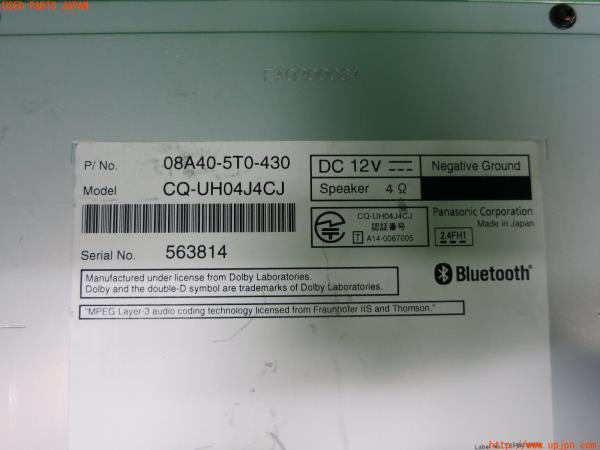 USED PARTS JAPAN
P/No. 08A40-5T0-430
Model CQ-UH04J4CJ
Serial No. 563814
DC 12V
Negative Ground
Speaker 4 Ω
CQ-UH04J4CJ
認証番号
T A14-0067005
Panasonic Corporation
Made in Japan
2.4FH1
Bluetooth®
Manufactured under license from Dolby Laboratories.
Dolby and the double-D symbol are trademarks of Dolby Laboratories.
"MPEG Layer-3 audio coding technology licensed from Fraunhofer IIS and Thomson."
Label No.
http://www.upjpn.com